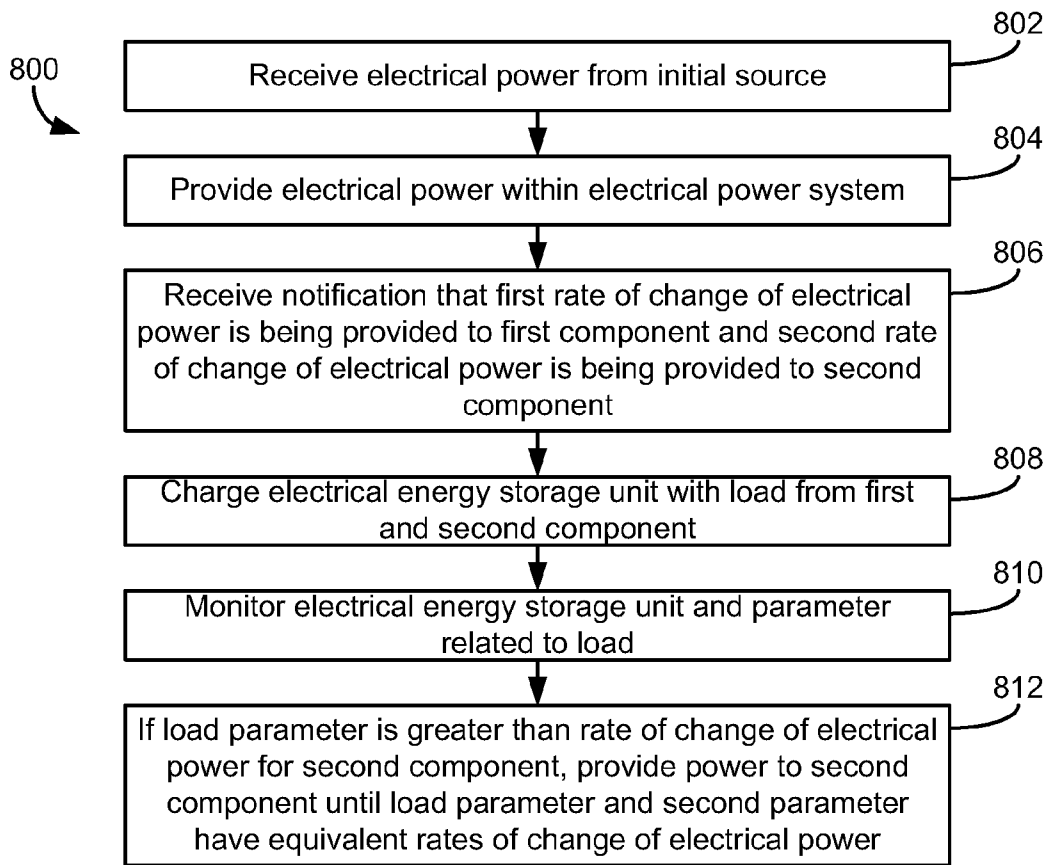 802
800
Receive electrical power from initial source
804
Provide electrical power within electrical power system
806
Receive notification that first rate of change of electrical
power is being provided to first component and second rate
of change of electrical power is being provided to second
component
808
Charge electrical energy storage unit with load from first
and second component
810
Monitor electrical energy storage unit and parameter
related to load
812
If load parameter is greater than rate of change of electrical
power for second component, provide power to second
component until load parameter and second parameter
have equivalent rates of change of electrical power